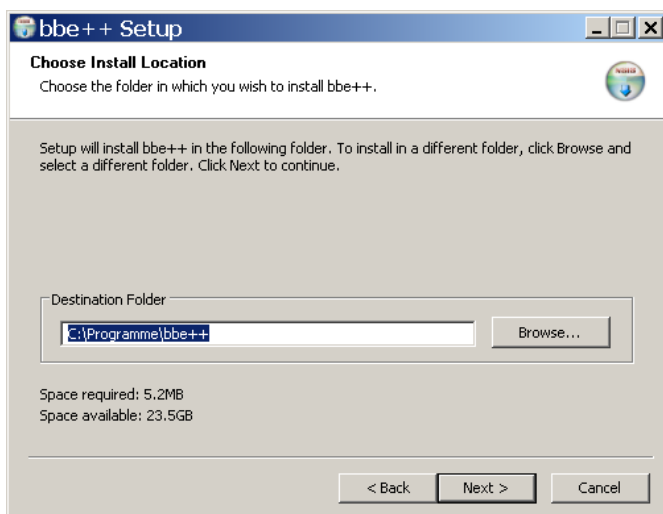 bbe++ Setup
Choose Install Location
Choose the folder in which you wish to install bbe++.
Setup will install bbe++ in the following folder. To install in a different folder, click Browse and
select a different folder. Click Next to continue.
Destination Folder
C:\Programme\bbe++
Browse...
Space required: 5.2MB
Space available: 23.5GB
< Back
Next >
Cancel